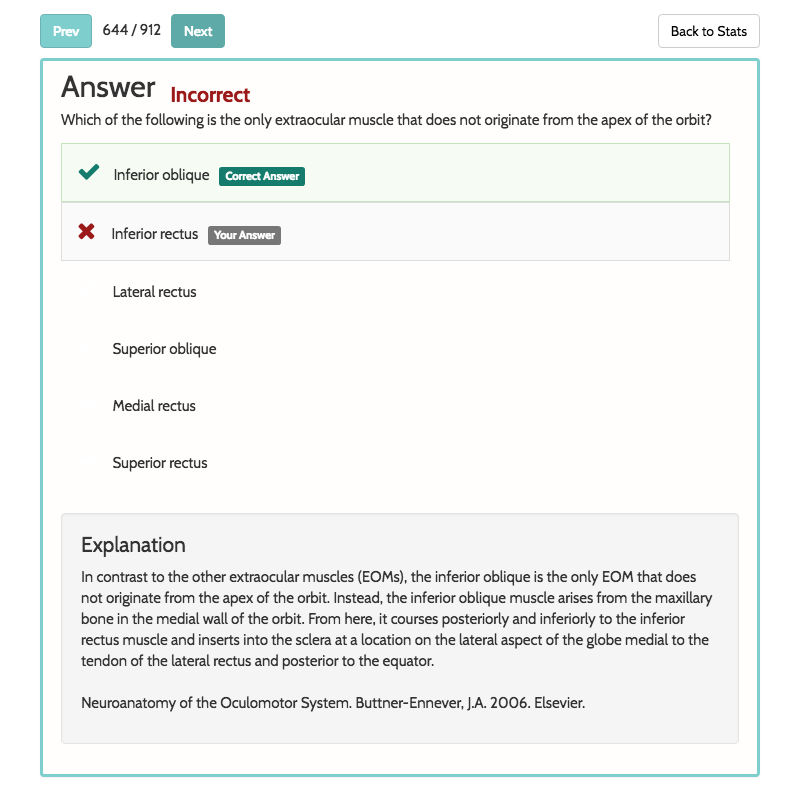 Prev 644 / 912 Next Back to Stats
Answer Incorrect
Which of the following is the only extraocular muscle that does not originate from the apex of the orbit?
Inferior oblique Correct Answer
Inferior rectus Your Answer
Lateral rectus
Superior oblique
Medial rectus
Superior rectus
Explanation
In contrast to the other extraocular muscles (EOMs), the inferior oblique is the only EOM that does
not originate from the apex of the orbit. Instead, the inferior oblique muscle arises from the maxillary
bone in the medial wall of the orbit. From here, it courses posteriorly and inferiorly to the inferior
rectus muscle and inserts into the sclera at a location on the lateral aspect of the globe medial to the
tendon of the lateral rectus and posterior to the equator.
Neuroanatomy of the Oculomotor System. Buttner-Ennever, J.A. 2006. Elsevier.